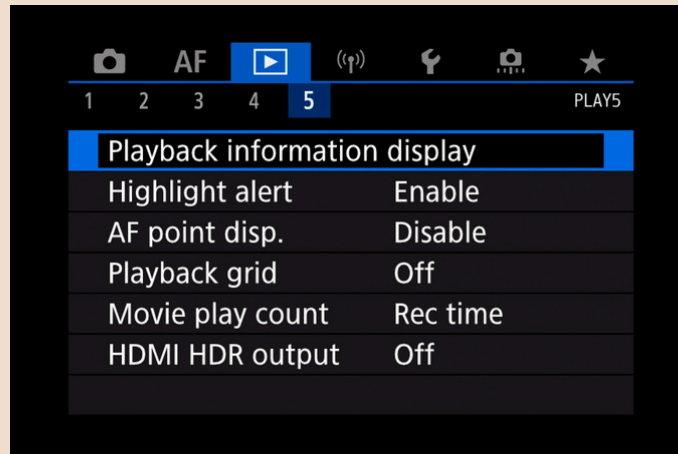 AF
1 2 3 4 5 PLAY5
Playback information display
Highlight alert Enable
AF point disp. Disable
Playback grid Off
Movie play count Rec time
HDMI HDR output Off